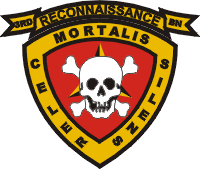 3RD RECONNAISSANCE BN
MORTALIS
CELER
SILENS